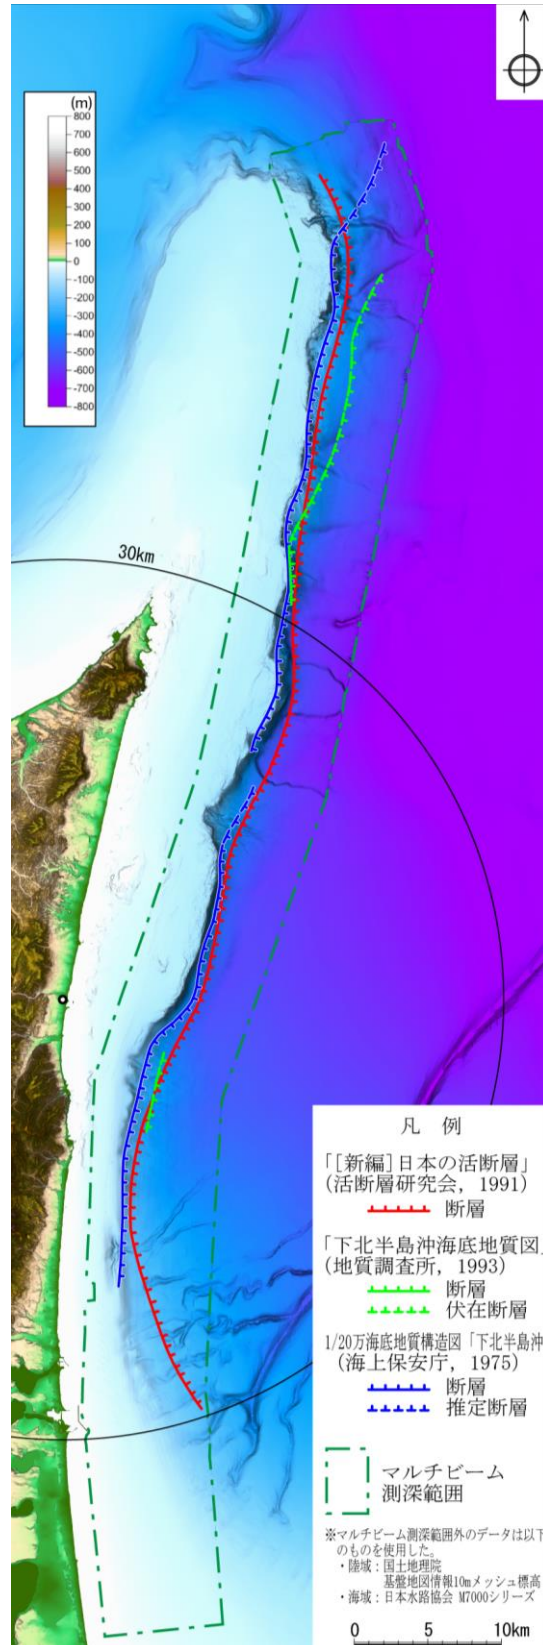 (m)
800
700
600
500
400
300
200
100
0
-100
-200
-300
-400
-500
-600
-700
-800
30km
凡 例
「[新編]日本の活断層」
(活断層研究会, 1991)
断層
「下北半島沖海底地質図」
(地質調査所, 1993)
断層
伏在断層
1/20万海底地質構造図「下北半島沖
(海上保安庁, 1975)
断層
推定断層
マルチビーム
測深範囲
※マルチビーム測深範囲外のデータは以下
のものを使用した。
・陸域：国土地理院
基盤地図情報10mメッシュ標高
・海域：日本水路協会 M7000シリーズ
0 5 10km